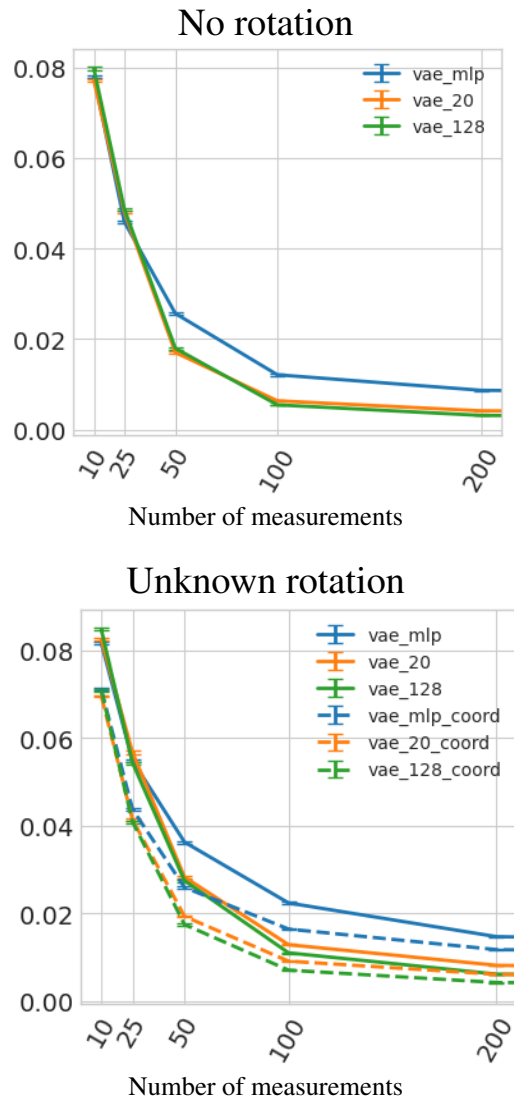 No rotation
0.08
0.06
0.04
0.02
0.00
vae_mlp
vae_20
vae_128
10
25
50
100
200
Number of measurements
Unknown rotation
0.08
0.06
0.04
0.02
0.00
vae_mlp
vae_20
vae_128
vae_mlp_coord
vae_20_coord
vae_128_coord
10
25
50
100
200
Number of measurements